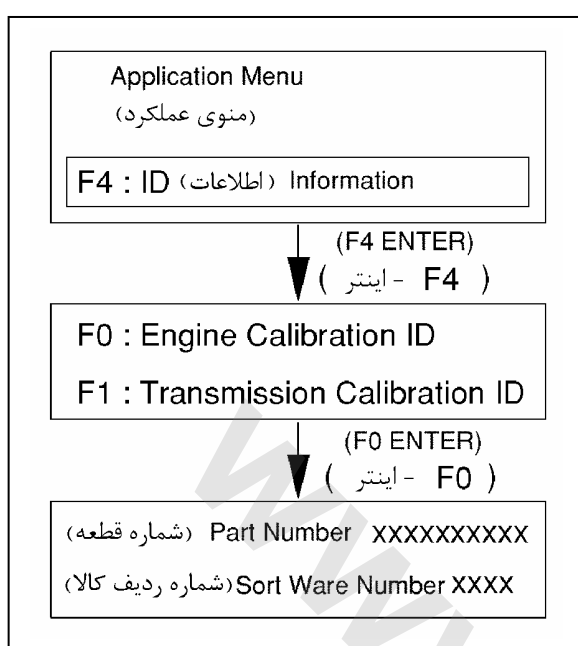 Application Menu
(منوی عملکرد)
F4 : ID (اطلاعات) Information
(F4 ENTER)
( F4 - اینتر )
F0 : Engine Calibration ID
F1 : Transmission Calibration ID
(F0 ENTER)
( F0 - اینتر )
(شماره قطعه) Part Number XXXXXXXXXX
(شماره ردیف کالا) Sort Ware Number XXXX